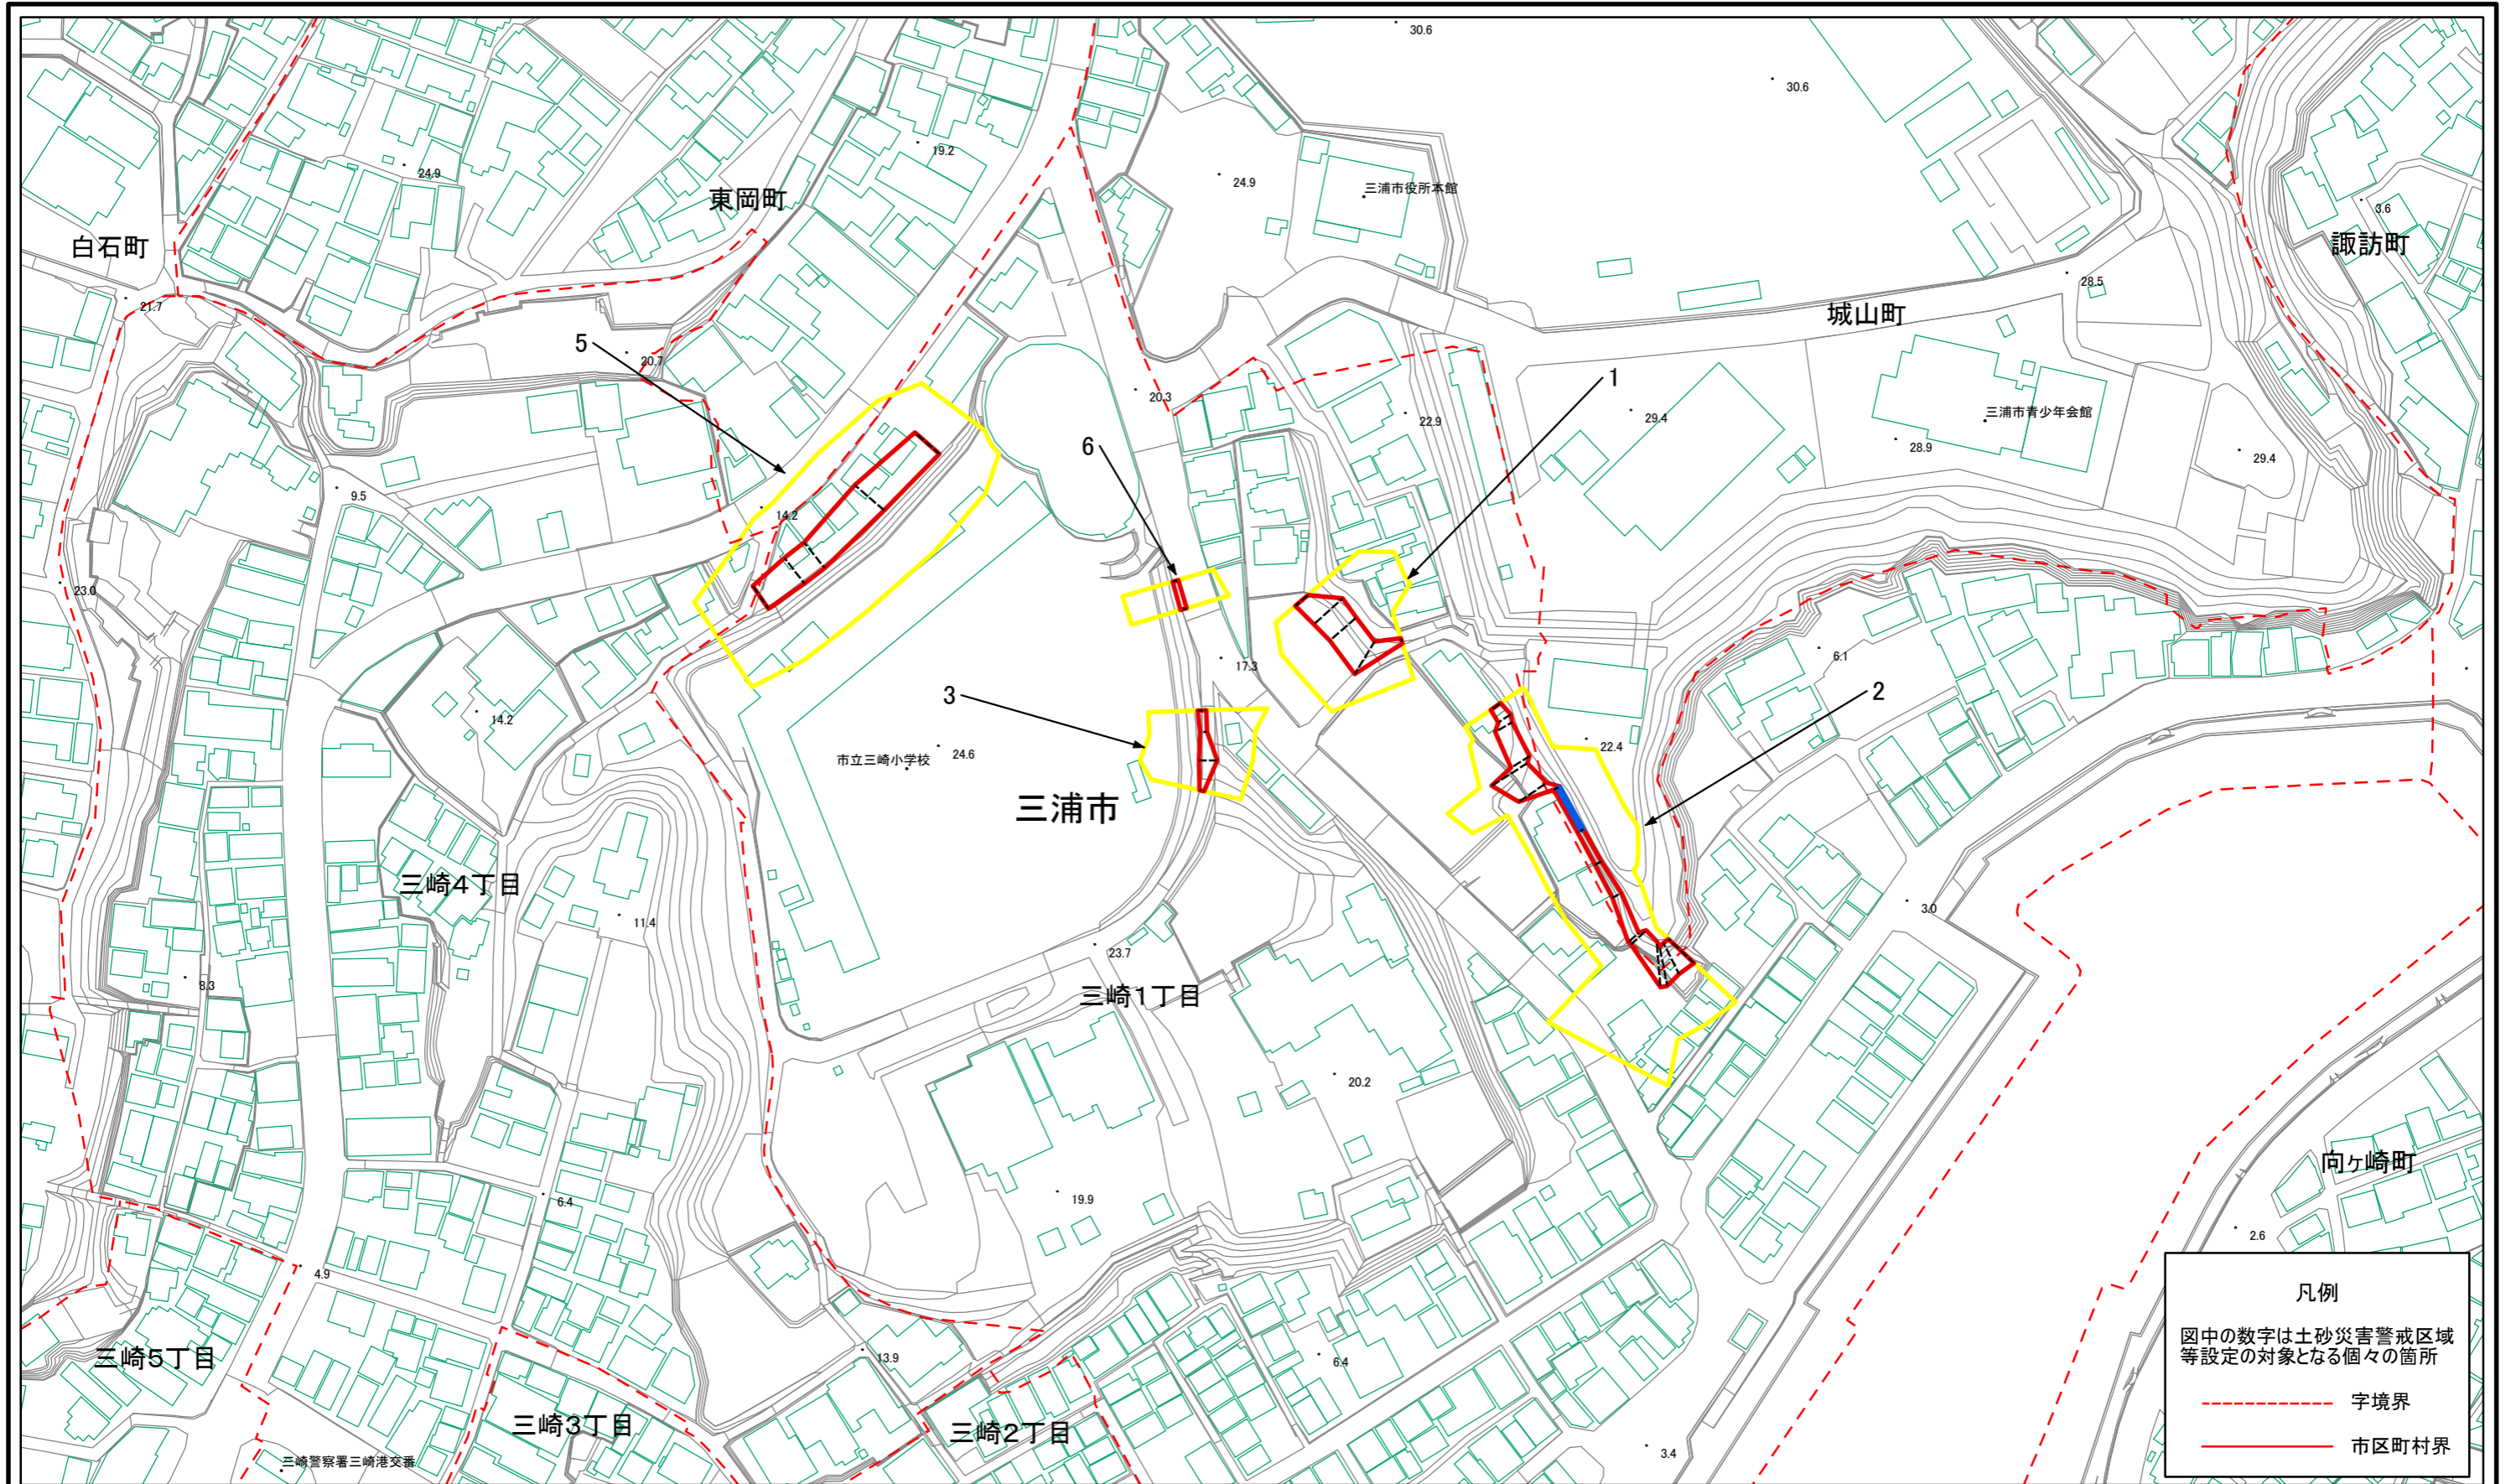 30.6
30.6
19.2
24.9
24.9
三浦市役所本館
東岡町
3.6
白石町
諏訪町
28.5
21.7
城山町
5
20.7
1
20.3
22.9
29.4
三浦市青少年会館
6
28.9
29.4
9.5
14.2
23.0
17.3
6.1
3
2
14.2
22.4
24.6
市立三崎小学校
三浦市
三崎4丁目
3.0
11.4
23.7
8.3
三崎1丁目
20.2
向ヶ崎町
19.9
6.4
2.6
4.9
凡例
図中の数字は土砂災害警戒区域
等設定の対象となる個々の箇所
13.9
6.4
三崎5丁目
字境界
三崎3丁目
三崎2丁目
市区町村界
3.4
三崎警察署三崎港交番